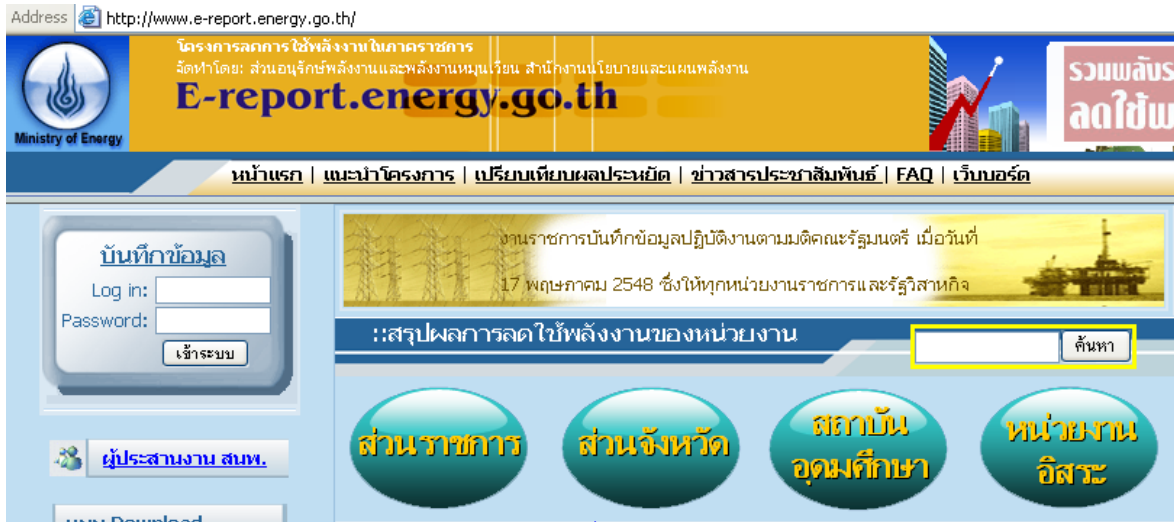 Address http://www.e-report.energy.go.th/
โครงการลดการใช้พลังงานในภาคราชการ
จัดทำโดย: ส่วนอนุรักษ์พลังงานและพลังงานหมุนเวียน สำนักงานนโยบายและแผนพลังงาน
E-report.energy.go.th
Ministry of Energy
หน้าแรก | แนะนำโครงการ | เปรียบเทียบผลประหยัด | ข่าวสารประชาสัมพันธ์ | FAQ | เว็บบอร์ด
บันทึกข้อมูล
Log in:
Password:
เข้าระบบ
ผู้ประสานงาน สนพ.
Download
งานราชการบันทึกข้อมูลปฏิบัติงานตามมติคณะรัฐมนตรี เมื่อวันที่
17 พฤษภาคม 2548 ซึ่งให้ทุกหน่วยงานราชการและรัฐวิสาหกิจ
::สรุปผลการลดใช้พลังงานของหน่วยงาน
ค้นหา
ส่วนราชการ
ส่วนจังหวัด
สถาบัน
อุดมศึกษา
หน่วยงาน
อิสระ